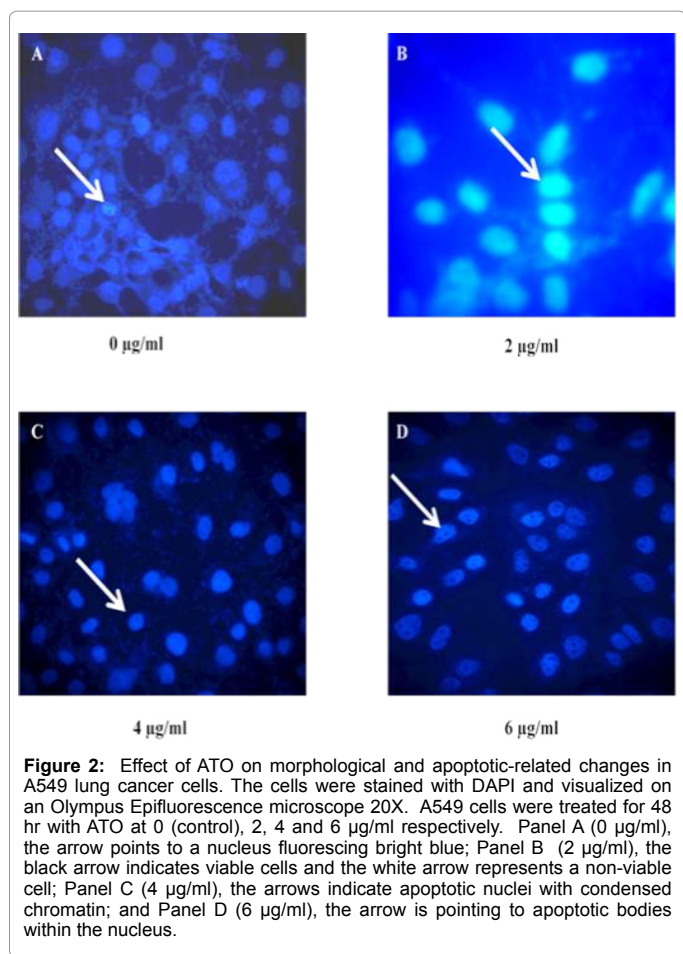 A
B
0 µg/ml
2 µg/ml
C
D
4 µg/ml
6 µg/ml
Figure 2: Effect of ATO on morphological and apoptotic-related changes in
A549 lung cancer cells. The cells were stained with DAPI and visualized on
an Olympus Epifluorescence microscope 20X. A549 cells were treated for 48
hr with ATO at 0 (control), 2, 4 and 6 µg/ml respectively. Panel A (0 µg/ml),
the arrow points to a nucleus fluorescing bright blue; Panel B (2 µg/ml), the
black arrow indicates viable cells and the white arrow represents a non-viable
cell; Panel C (4 µg/ml), the arrows indicate apoptotic nuclei with condensed
chromatin; and Panel D (6 µg/ml), the arrow is pointing to apoptotic bodies
within the nucleus.